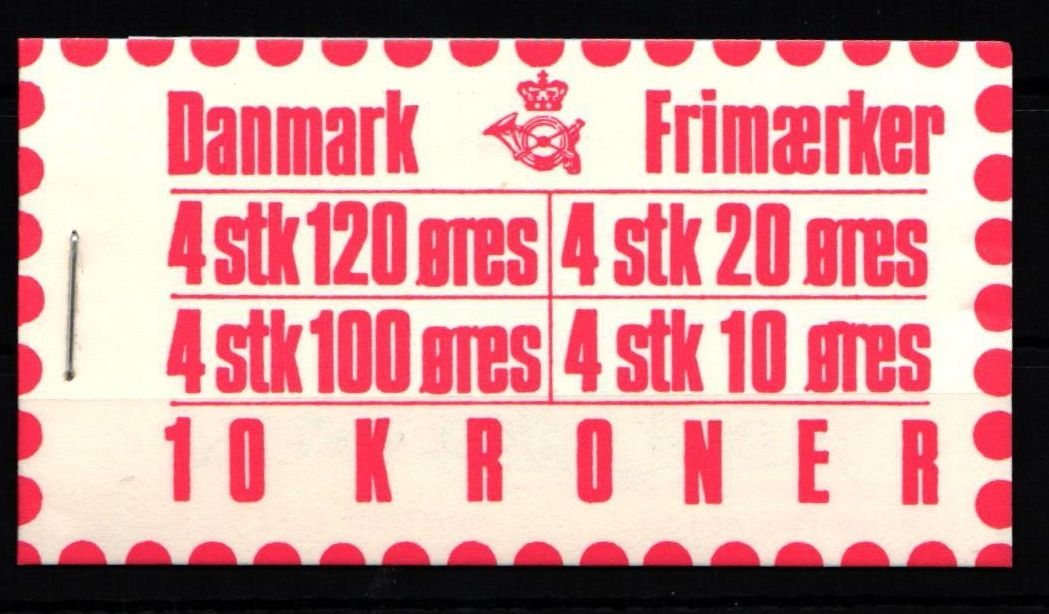 Danmark Frimærker
4 stk 120 øres 4 stk 20 øres
4 stk 100 øres 4 stk 10 øres
10 KRONER